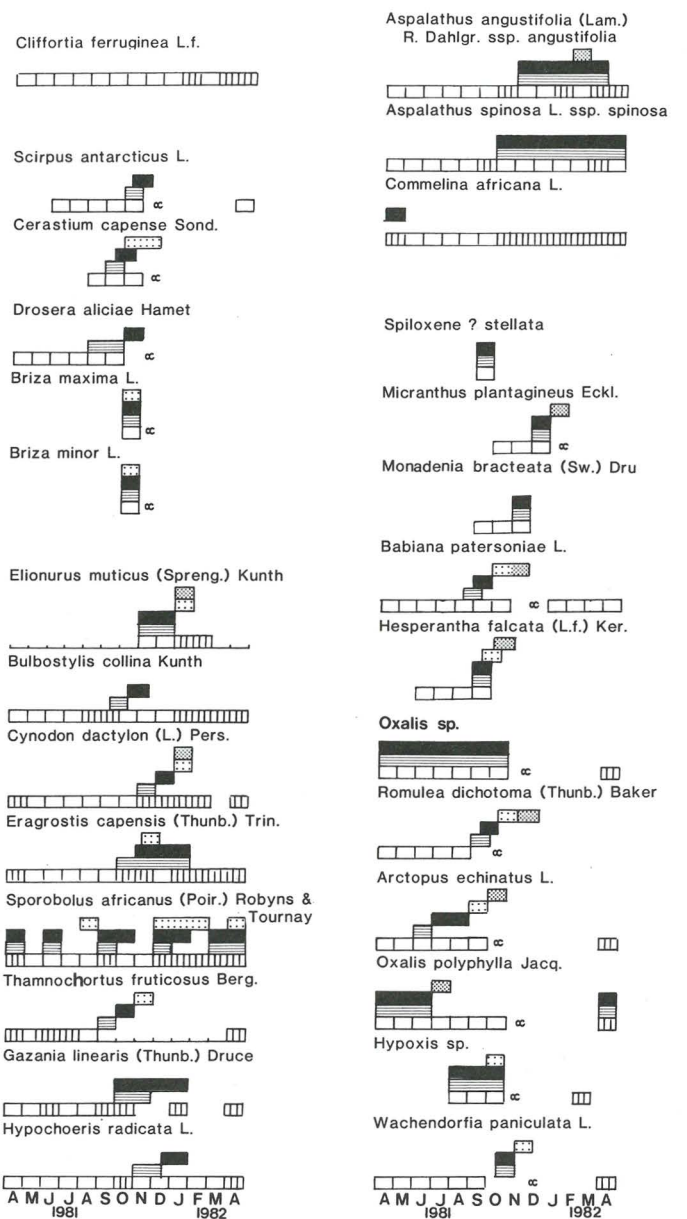 Cliffortia ferruginea L.f.
Scirpus antarcticus L.
Cerastium capense Sond.
Drosera aliciae Hamet
Briza maxima L.
Briza minor L.
Elionurus muticus (Spreng.) Kunth
Bulbostylis collina Kunth
Cynodon dactylon (L.) Pers.
Eragrostis capensis (Thunb.) Trin.
Sporobolus africanus (Poir.) Robyns &
Tournay
Thamnochortus fruticosus Berg.
Gazania linearis (Thunb.) Druce
Hypochoeris radicata L.
A M J J A S O N D J F M A
1981 1982
Aspalathus angustifolia (Lam.)
R. Dahlgr. ssp. angustifolia
Aspalathus spinosa L. ssp. spinosa
Commelina africana L.
Spiloxene ? stellata
Micranthus plantagineus Eckl.
Monadenia bracteata (Sw.) Dru
Babiana patersoniae L.
Hesperantha falcata (L.f.) Ker.
Oxalis sp.
Romulea dichotoma (Thunb.) Baker
Arctopus echinatus L.
Oxalis polyphylla Jacq.
Hypoxis sp.
Wachendorfia paniculata L.
A M J J A S O N D J F M A
1981 1982